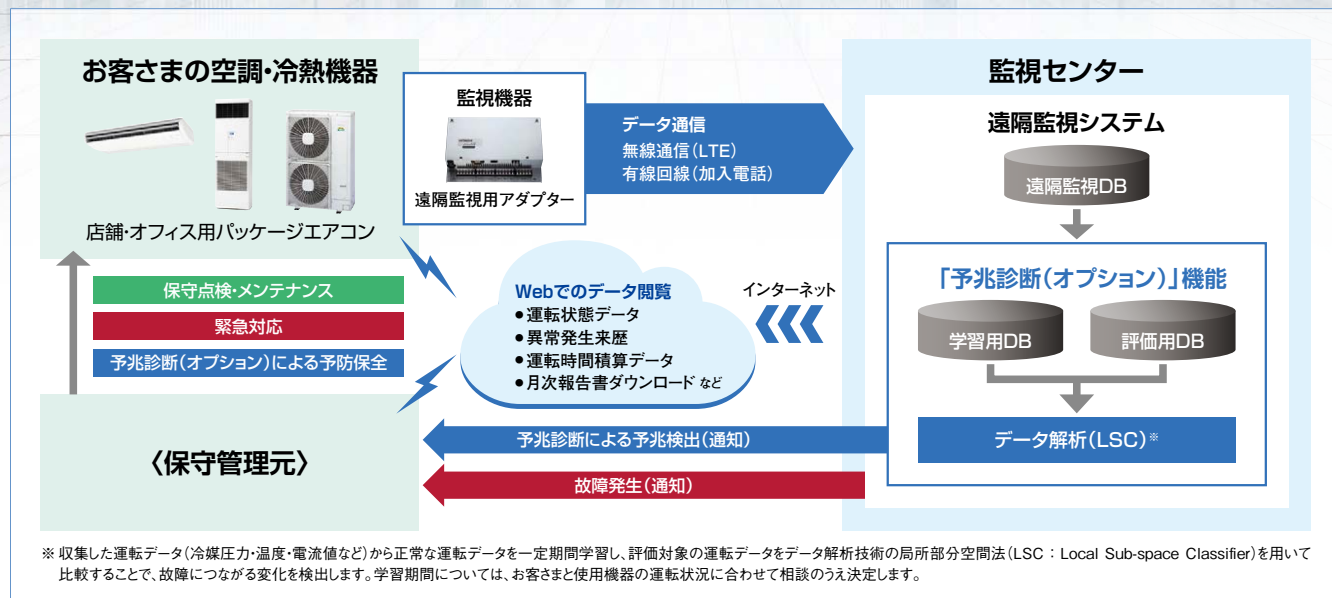 お客さまの空調・冷熱機器
店舗・オフィス用パッケージエアコン
監視機器
遠隔監視用アダプター
データ通信
無線通信（LTE）
有線回線（加入電話）
監視センター
遠隔監視システム
遠隔監視DB
「予兆診断（オプション）」機能
学習用DB
評価用DB
データ解析（LSC）※
インターネット
Webでのデータ閲覧
●運転状態データ
●異常発生来歴
●運転時間積算データ
●月次報告書ダウンロード など
保守点検・メンテナンス
緊急対応
予兆診断（オプション）による予防保全
〈保守管理元〉
予兆診断による予兆検出（通知）
故障発生（通知）
※ 収集した運転データ（冷媒圧力・温度・電流値など）から正常な運転データを一定期間学習し、評価対象の運転データをデータ解析技術の局所部分空間法（LSC：Local Sub-space Classifier）を用いて
比較することで、故障につながる変化を検出します。学習期間については、お客さまと使用機器の運転状況に合わせて相談のうえ決定します。